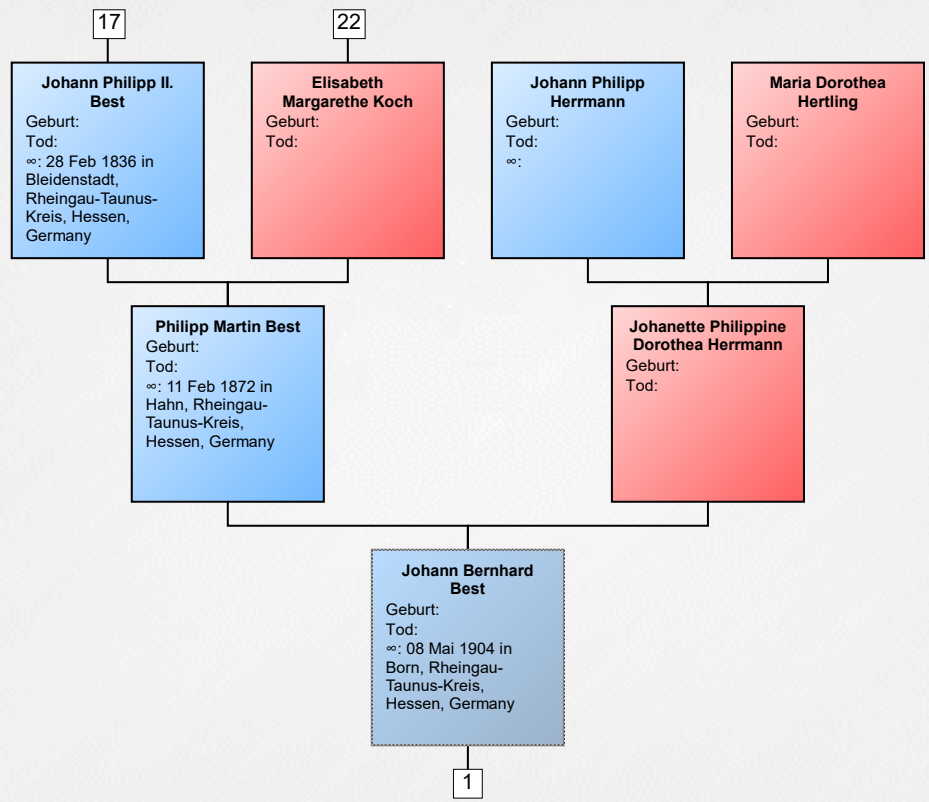 17
22
Johann Philipp II.
Best
Geburt:
Tod:
∞: 28 Feb 1836 in
Bleidenstadt,
Rheingau-Taunus-
Kreis, Hessen,
Germany
Elisabeth
Margarethe Koch
Geburt:
Tod:
Johann Philipp
Herrmann
Geburt:
Tod:
∞:
Maria Dorothea
Hertling
Geburt:
Tod:
Philipp Martin Best
Geburt:
Tod:
∞: 11 Feb 1872 in
Hahn, Rheingau-
Taunus-Kreis,
Hessen, Germany
Johanette Philippine
Dorothea Herrmann
Geburt:
Tod:
Johann Bernhard
Best
Geburt:
Tod:
∞: 08 Mai 1904 in
Born, Rheingau-
Taunus-Kreis,
Hessen, Germany
1